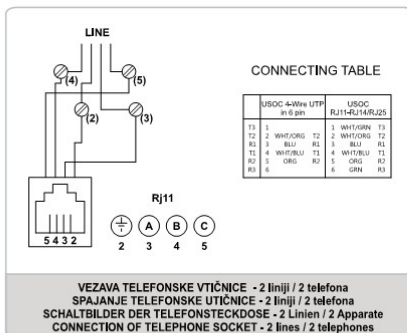 LINE
(4)
(5)
(2)
(3)
5 4 3 2
Rj11
A B C
2 3 4 5
CONNECTING TABLE
USOC 4-Wire UTP in 6 pin
USOC RJ11-RJ14/RJ25
T3 1 1 WHT/GRN T3
T2 2 WHT/ORG T2 2 WHT/ORG T2
R1 3 BLU R1 3 BLU R1
T1 4 WHT/BLU T1 4 WHT/BLU T1
R2 5 ORG R2 5 ORG R2
R3 6 6 GRN R3
VEZAVA TELEFONSKE VTIČNICE - 2 liniji / 2 telefona
SPAJANJE TELEFONSKE UTIČNICE - 2 liniji / 2 telefona
SCHALTBILDER DER TELEFONSTECKDOSE - 2 Linien / 2 Apparate
CONNECTION OF TELEPHONE SOCKET - 2 lines / 2 telephones